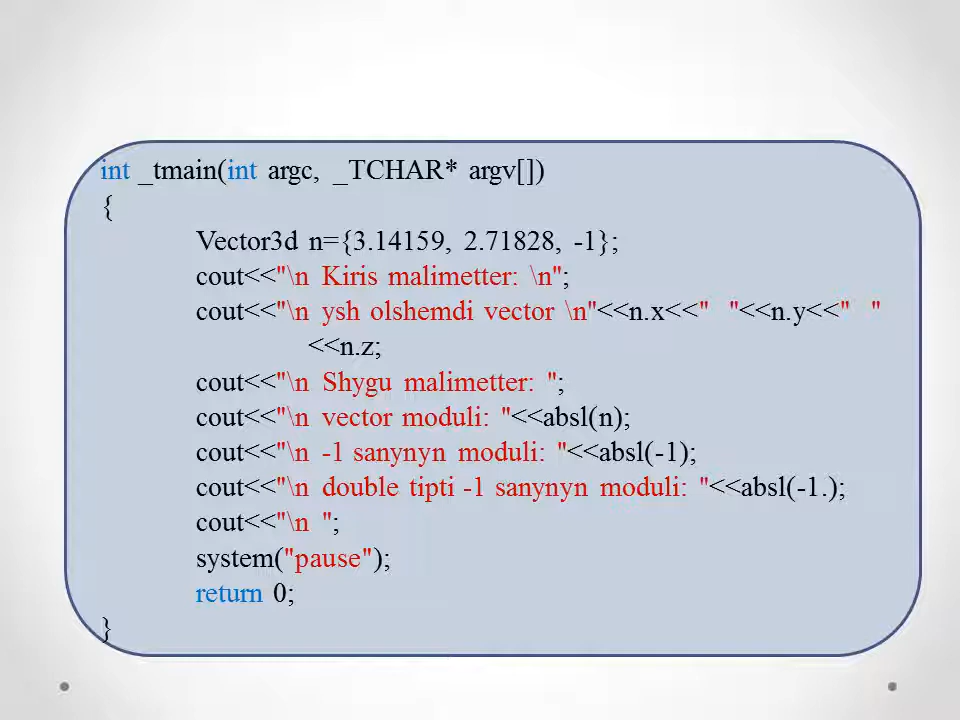 int _tmain(int argc, _TCHAR* argv[])
{
Vector3d n={3.14159, 2.71828, -1};
cout<<"\n Kiris malimetter: \n";
cout<<"\n ysh olshemdi vector \n"<<n.x<<" "<<n.y<<" "
<<n.z;
cout<<"\n Shygu malimetter: ";
cout<<"\n vector moduli: "<<absl(n);
cout<<"\n -1 sanynyn moduli: "<<absl(-1);
cout<<"\n double tipti -1 sanynyn moduli: "<<absl(-1.);
cout<<"\n ";
system("pause");
return 0;
}